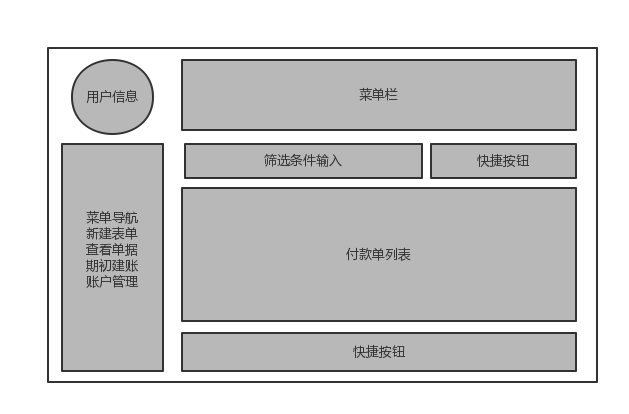 用户信息
菜单栏
筛选条件输入
快捷按钮
菜单导航
新建表单
查看单据
期初建账
账户管理
付款单列表
快捷按钮